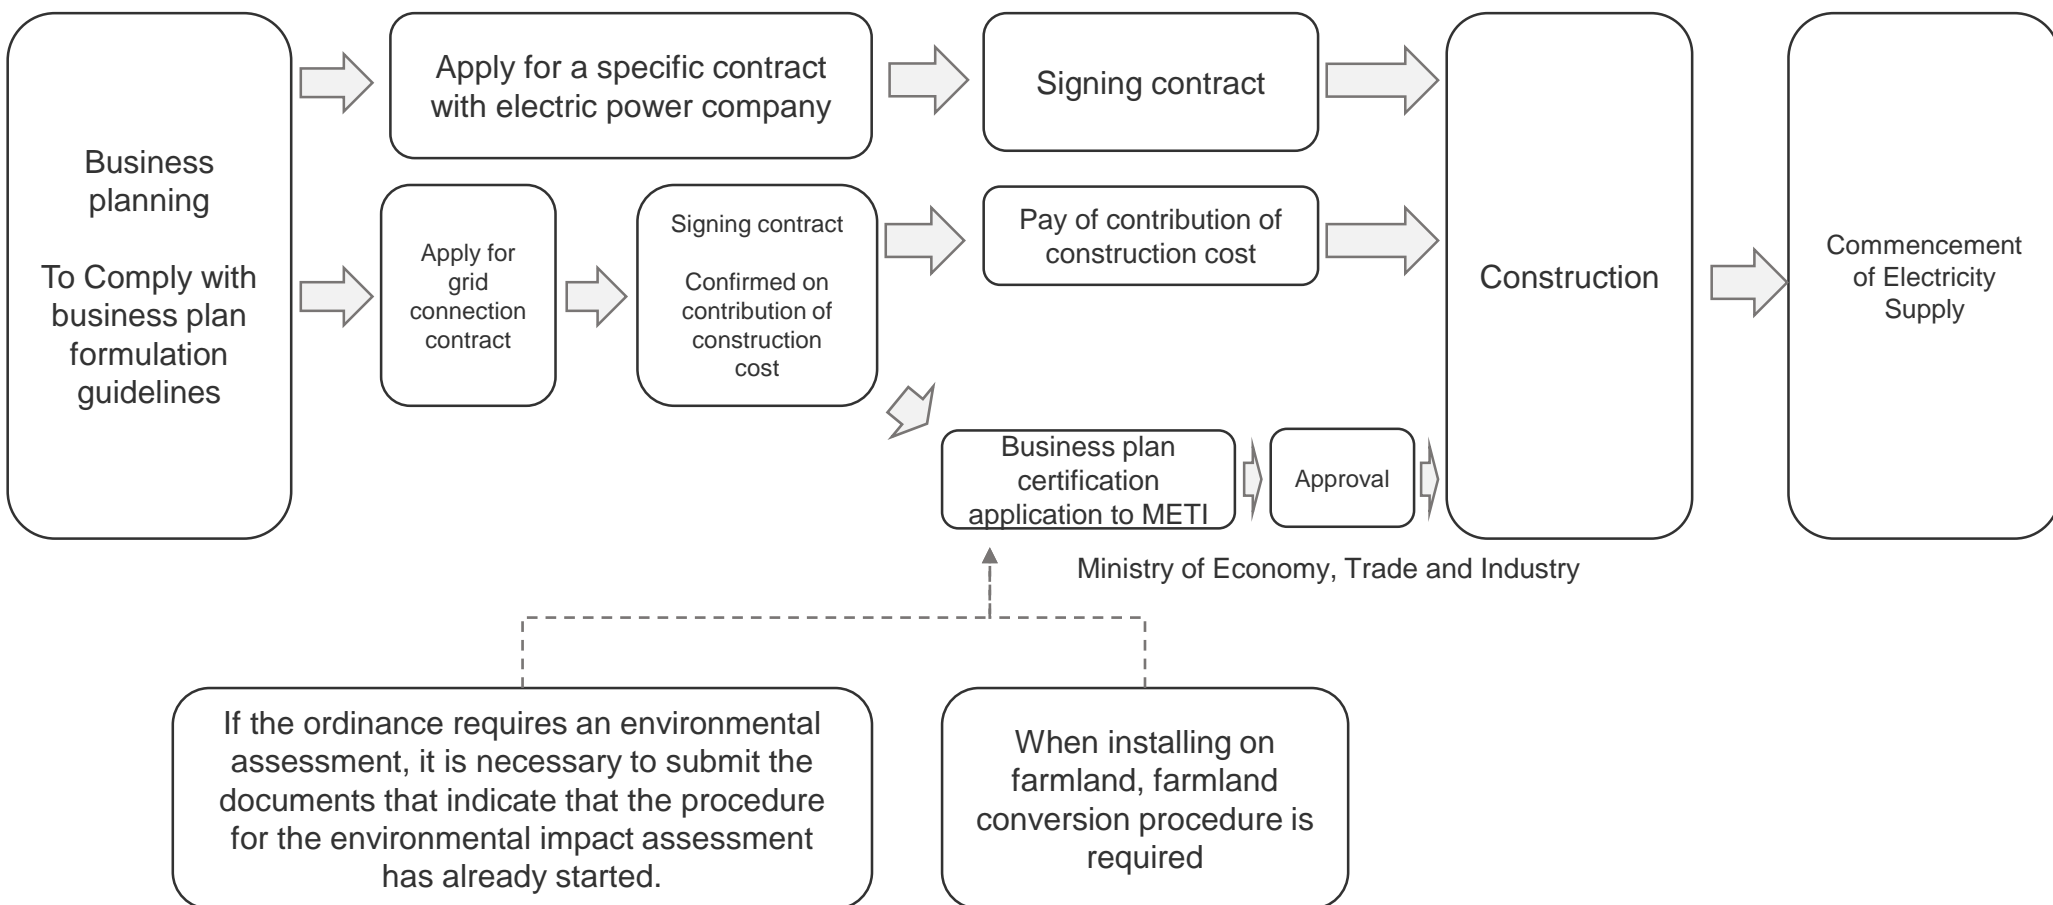 Business
planning
To Comply with
business plan
formulation
guidelines
Apply for a specific contract
with electric power company
Signing contract
Apply for
grid
connection
contract
Signing contract
Confirmed on
contribution of
construction
cost
Pay of contribution of
construction cost
Business plan
certification
application to METI
Approval
Ministry of Economy, Trade and Industry
Construction
Commencement
of Electricity
Supply
If the ordinance requires an environmental
assessment, it is necessary to submit the
documents that indicate that the procedure
for the environmental impact assessment
has already started.
When installing on
farmland, farmland
conversion procedure is
required